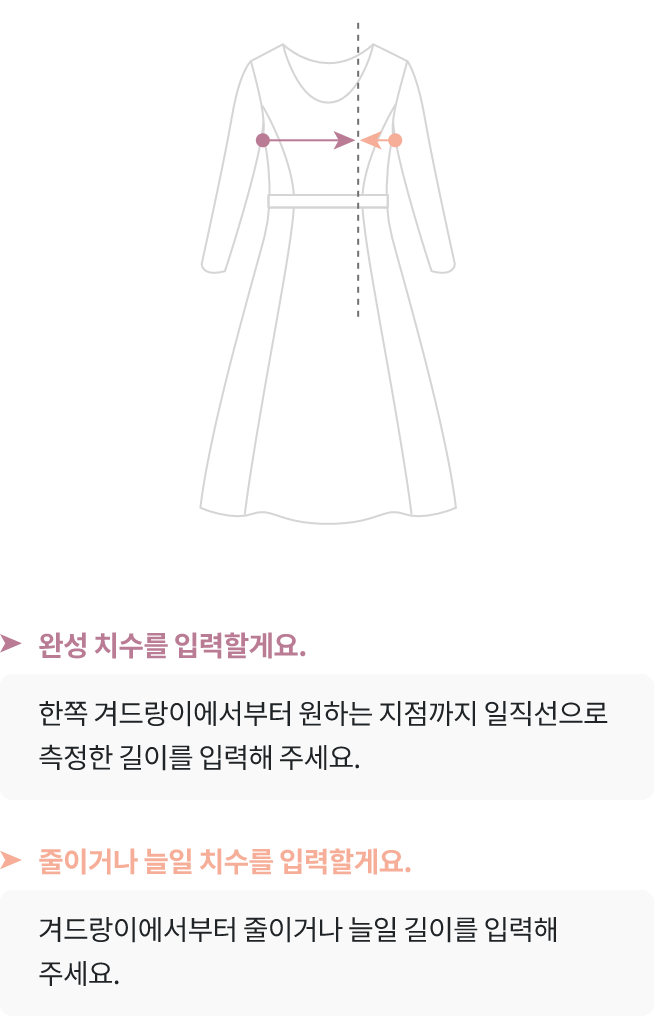 완성 치수를 입력할게요.
한쪽 겨드랑이에서부터 원하는 지점까지 일직선으로
측정한 길이를 입력해 주세요.
줄이거나 늘일 치수를 입력할게요.
겨드랑이에서부터 줄이거나 늘일 길이를 입력해
주세요.